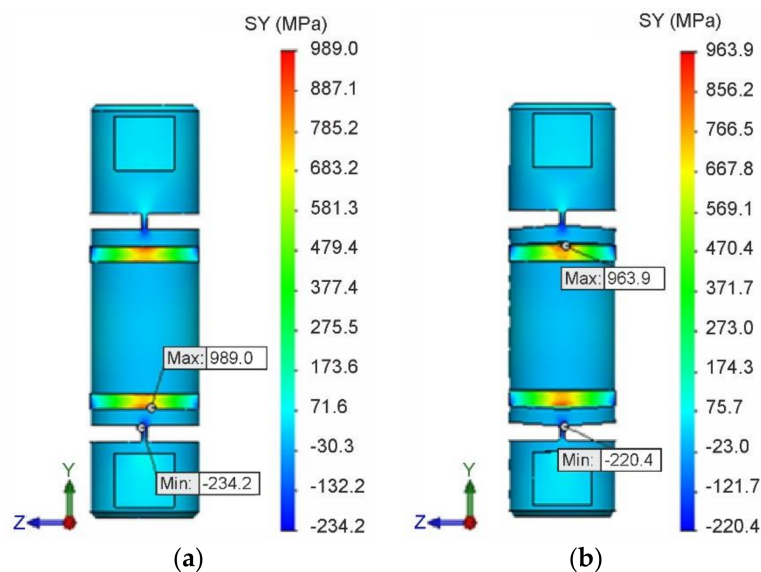 SY (MPa)
989.0
887.1
785.2
683.2
581.3
479.4
377.4
275.5
173.6
71.6
-30.3
-132.2
-234.2
Max: 989.0
Min: -234.2
Y
Z
(a)
SY (MPa)
963.9
865.2
766.5
667.8
569.1
470.4
371.7
273.0
174.3
75.7
-23.0
-121.7
-220.4
Max: 963.9
Min: -220.4
Y
Z
(b)